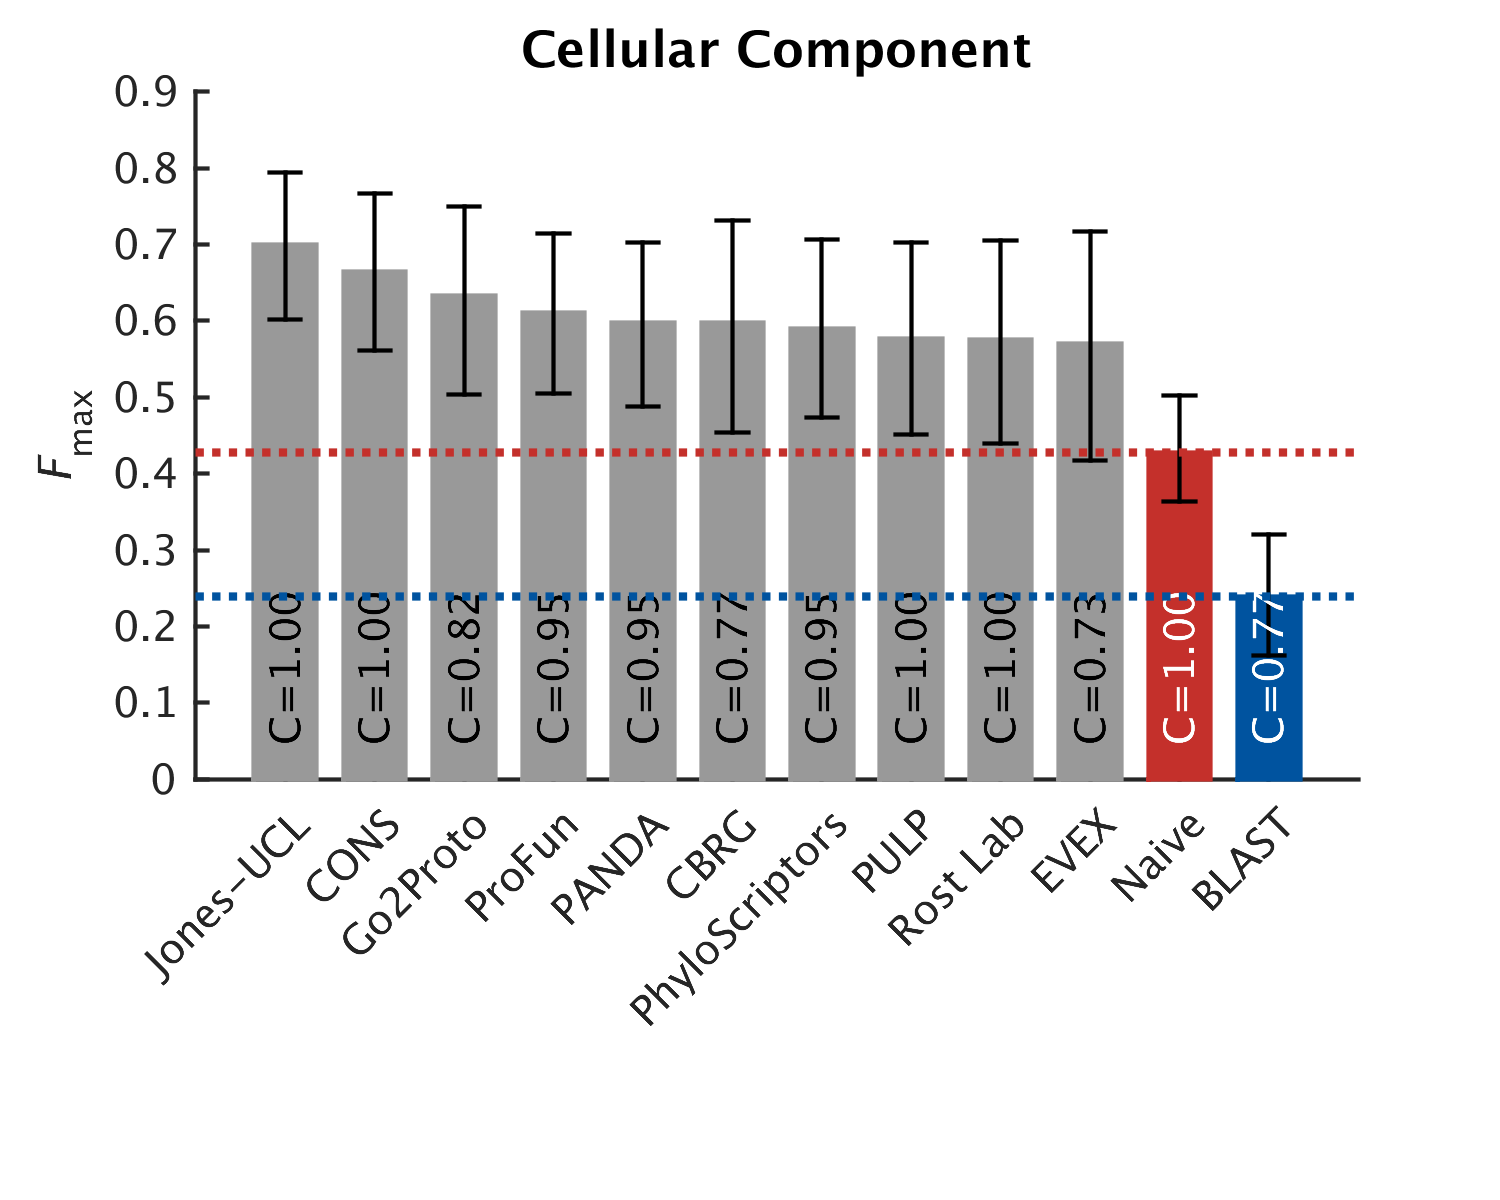 Cellular Component
0.9
0.8
0.7
0.6
0.5
0.4
0.3
0.2
0.1
0
Fmax
C=1.00
C=1.00
C=0.82
C=0.95
C=0.95
C=0.77
C=0.95
C=1.00
C=1.00
C=0.73
C=1.00
C=0.77
Jones-UCL
CONS
Go2Proto
ProFun
PANDA
CBRG
PhyloScriptors
PULP
Rost Lab
EVEX
Naive
BLAST